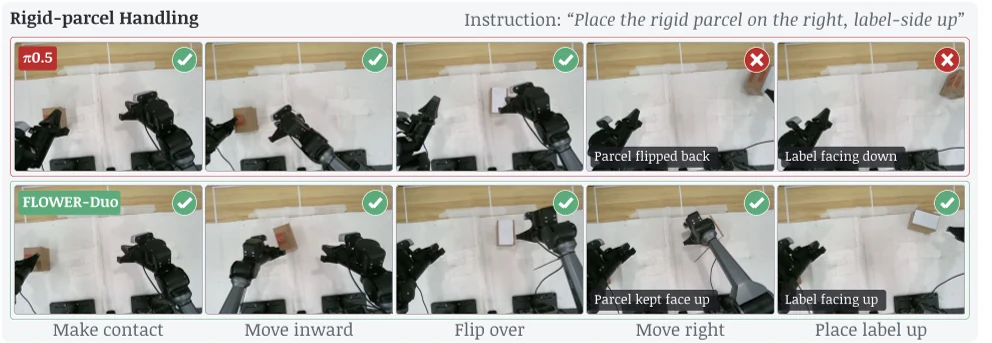 Rigid-parcel Handling
Instruction: “Place the rigid parcel on the right, label-side up”
π0.5
Parcel flipped back
Label facing down
FLOWER-Duo
Parcel kept face up
Label facing up
Make contact
Move inward
Flip over
Move right
Place label up